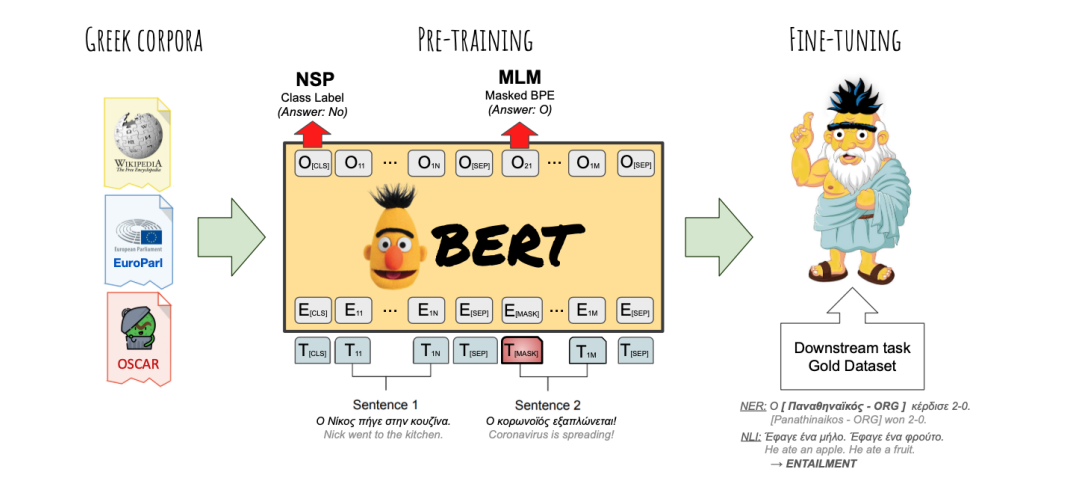 GREEK CORPORA
PRE-TRAINING
FINE-TUNING
WIKIPEDIA
The Free Encyclopedia
European Parliament
EuroParl
OSCAR
NSP
Class Label
(Answer: No)
MLM
Masked BPE
(Answer: O)
O[CLS] O11 ... O1N O[SEP] O21 ... O1M O[SEP]
BERT
E[CLS] E11 ... E1N E[SEP] E[MASK] ... E1M E[SEP]
T[CLS] T11 T1N T[SEP] T[MASK] T1M T[SEP]
Sentence 1
Ο Νίκος πήγε στην κουζίνα.
Nick went to the kitchen.
Sentence 2
Ο κορωνοϊός εξαπλώνεται!
Coronavirus is spreading!
Downstream task
Gold Dataset
NER: Ο [ Παναθηναϊκός - ORG ] κέρδισε 2-0.
[Panathinaikos - ORG] won 2-0.
NLI: Έφαγε ένα μήλο. Έφαγε ένα φρούτο.
He ate an apple. He ate a fruit.
→ ENTAILMENT